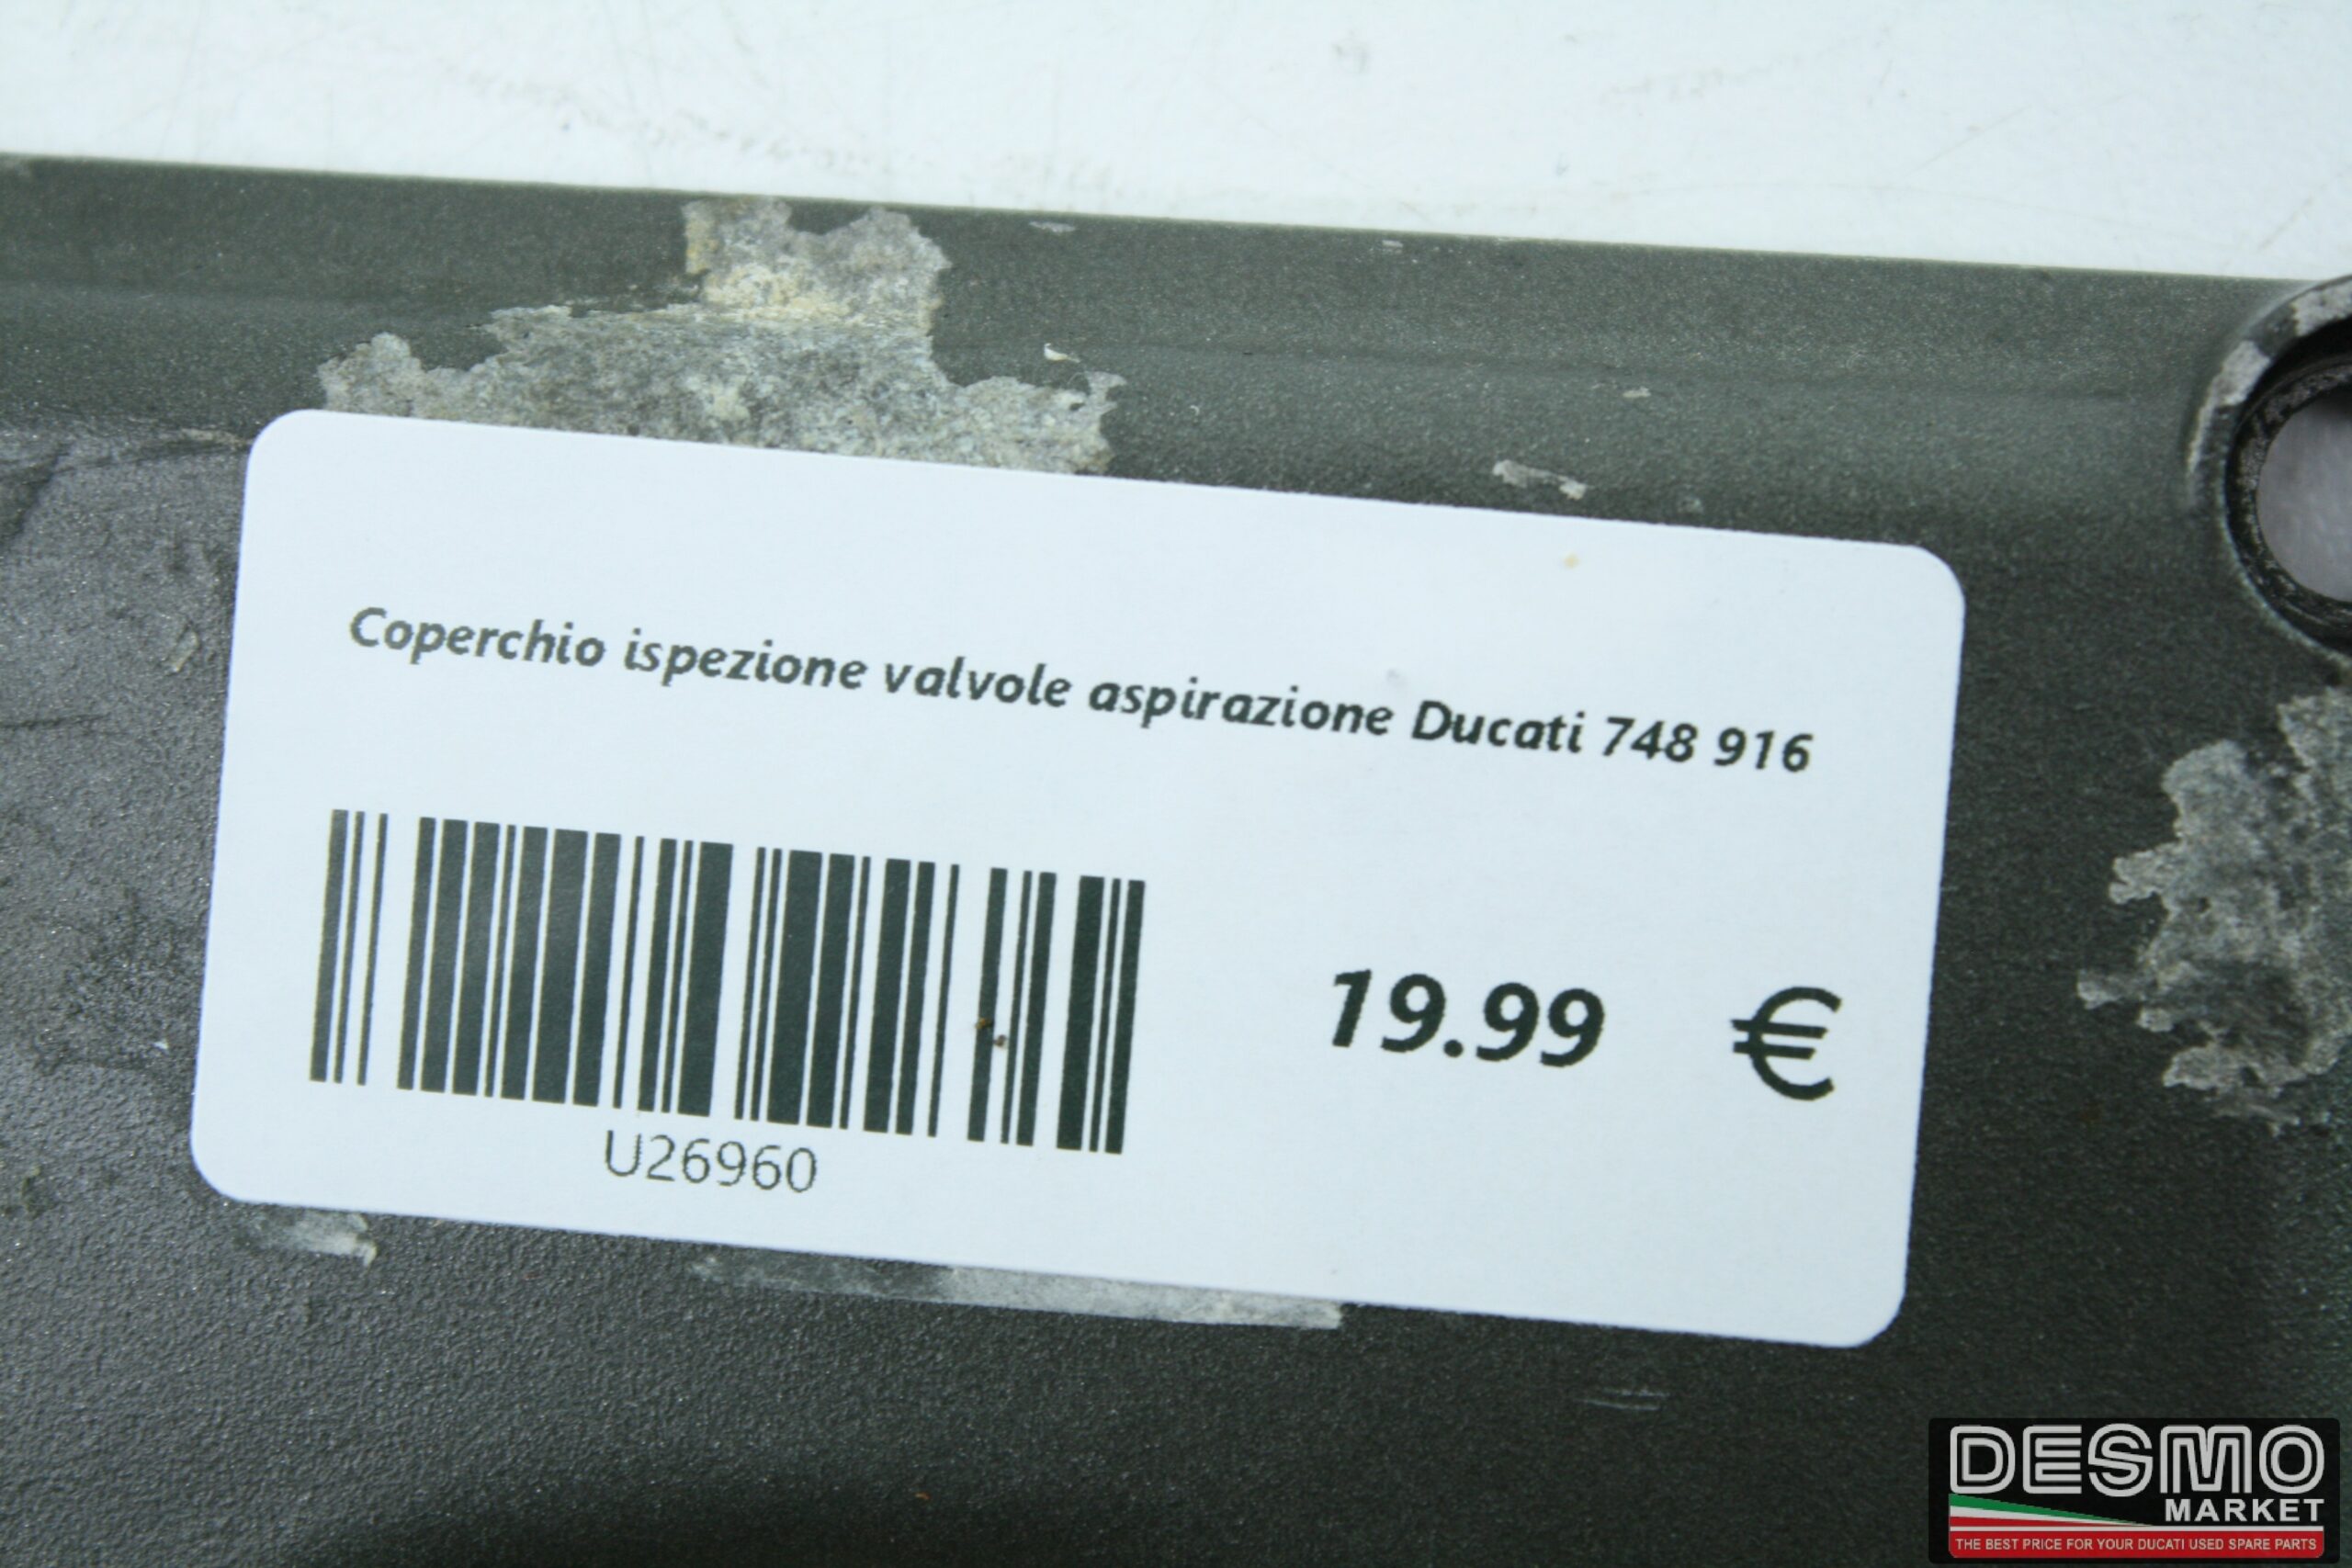 Coperchio ispezione valvole aspirazione Ducati 748 916
19.99 €
U26960
DESMO
MARKET
THE BEST PRICE FOR YOUR DUCATI USED SPARE PARTS